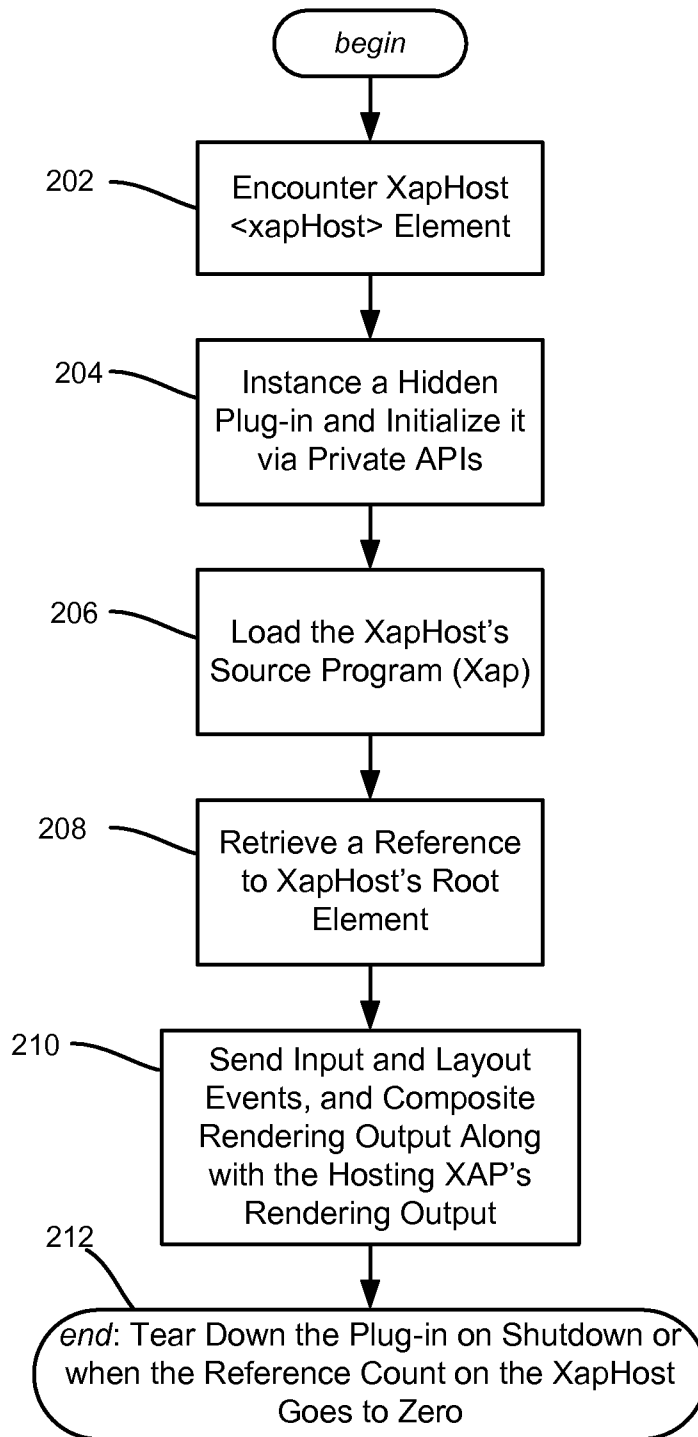 begin
202
Encounter XapHost
<xapHost> Element
204
Instance a Hidden
Plug-in and Initialize it
via Private APIs
206
Load the XapHost's
Source Program (Xap)
208
Retrieve a Reference
to XapHost's Root
Element
210
Send Input and Layout
Events, and Composite
Rendering Output Along
with the Hosting XAP's
Rendering Output
212
end: Tear Down the Plug-in on Shutdown or
when the Reference Count on the XapHost
Goes to Zero